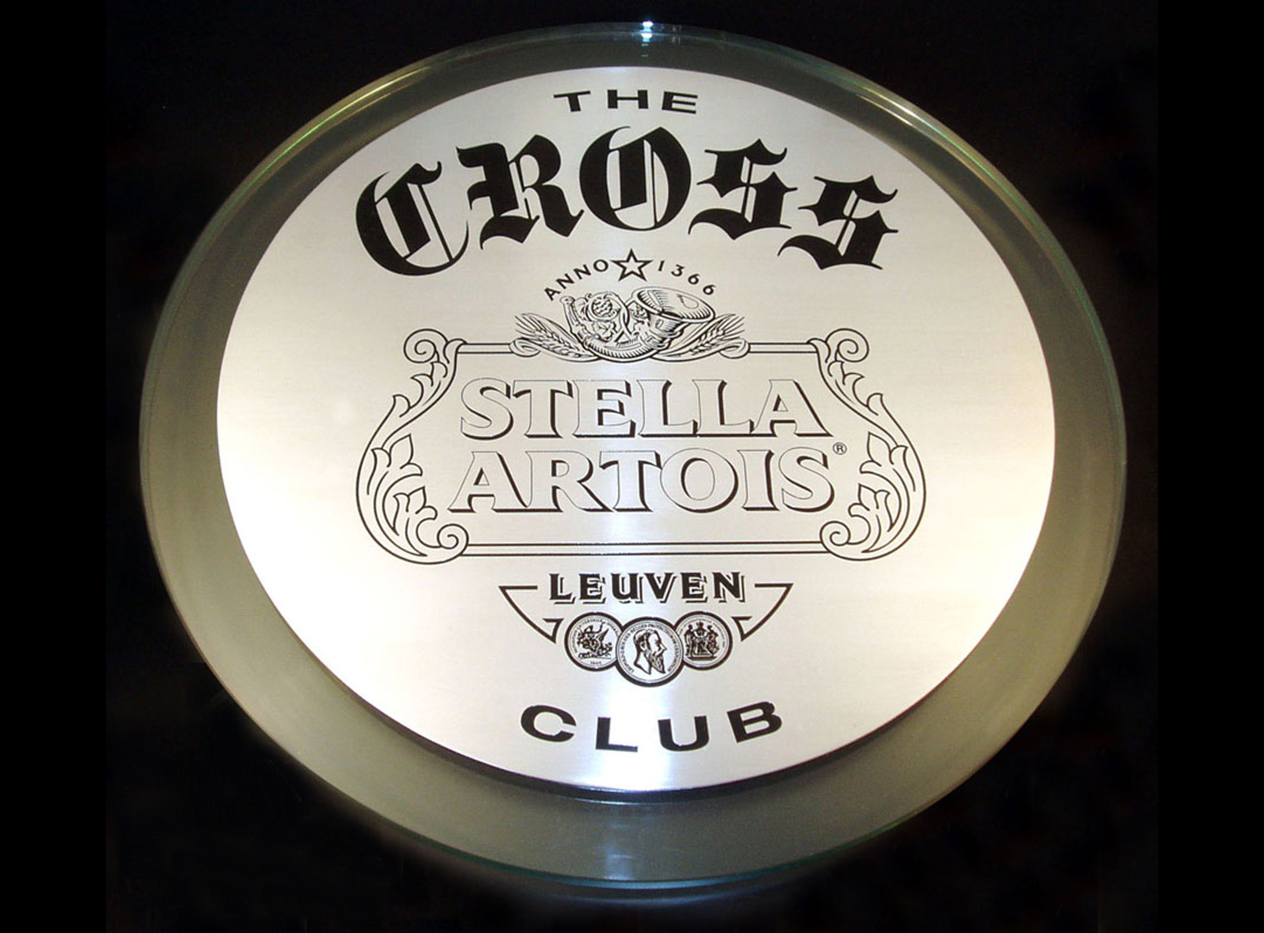 THE
CROSS
ANNO ☆ 1366
STELLA
ARTOIS®
LEUVEN
CLUB